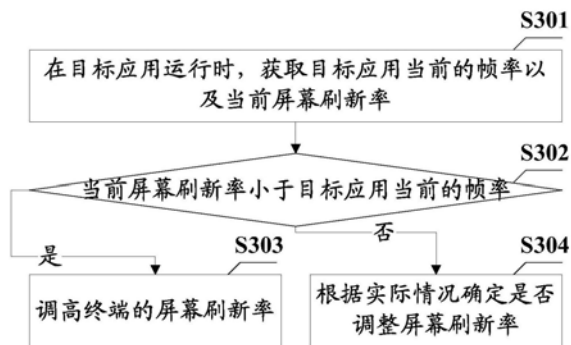 S301
在目标应用运行时，获取目标应用当前的帧率以
及当前屏幕刷新率
S302
当前屏幕刷新率小于目标应用当前的帧率
是
否
S303
调高终端的屏幕刷新率
S304
根据实际情况确定是否
调整屏幕刷新率